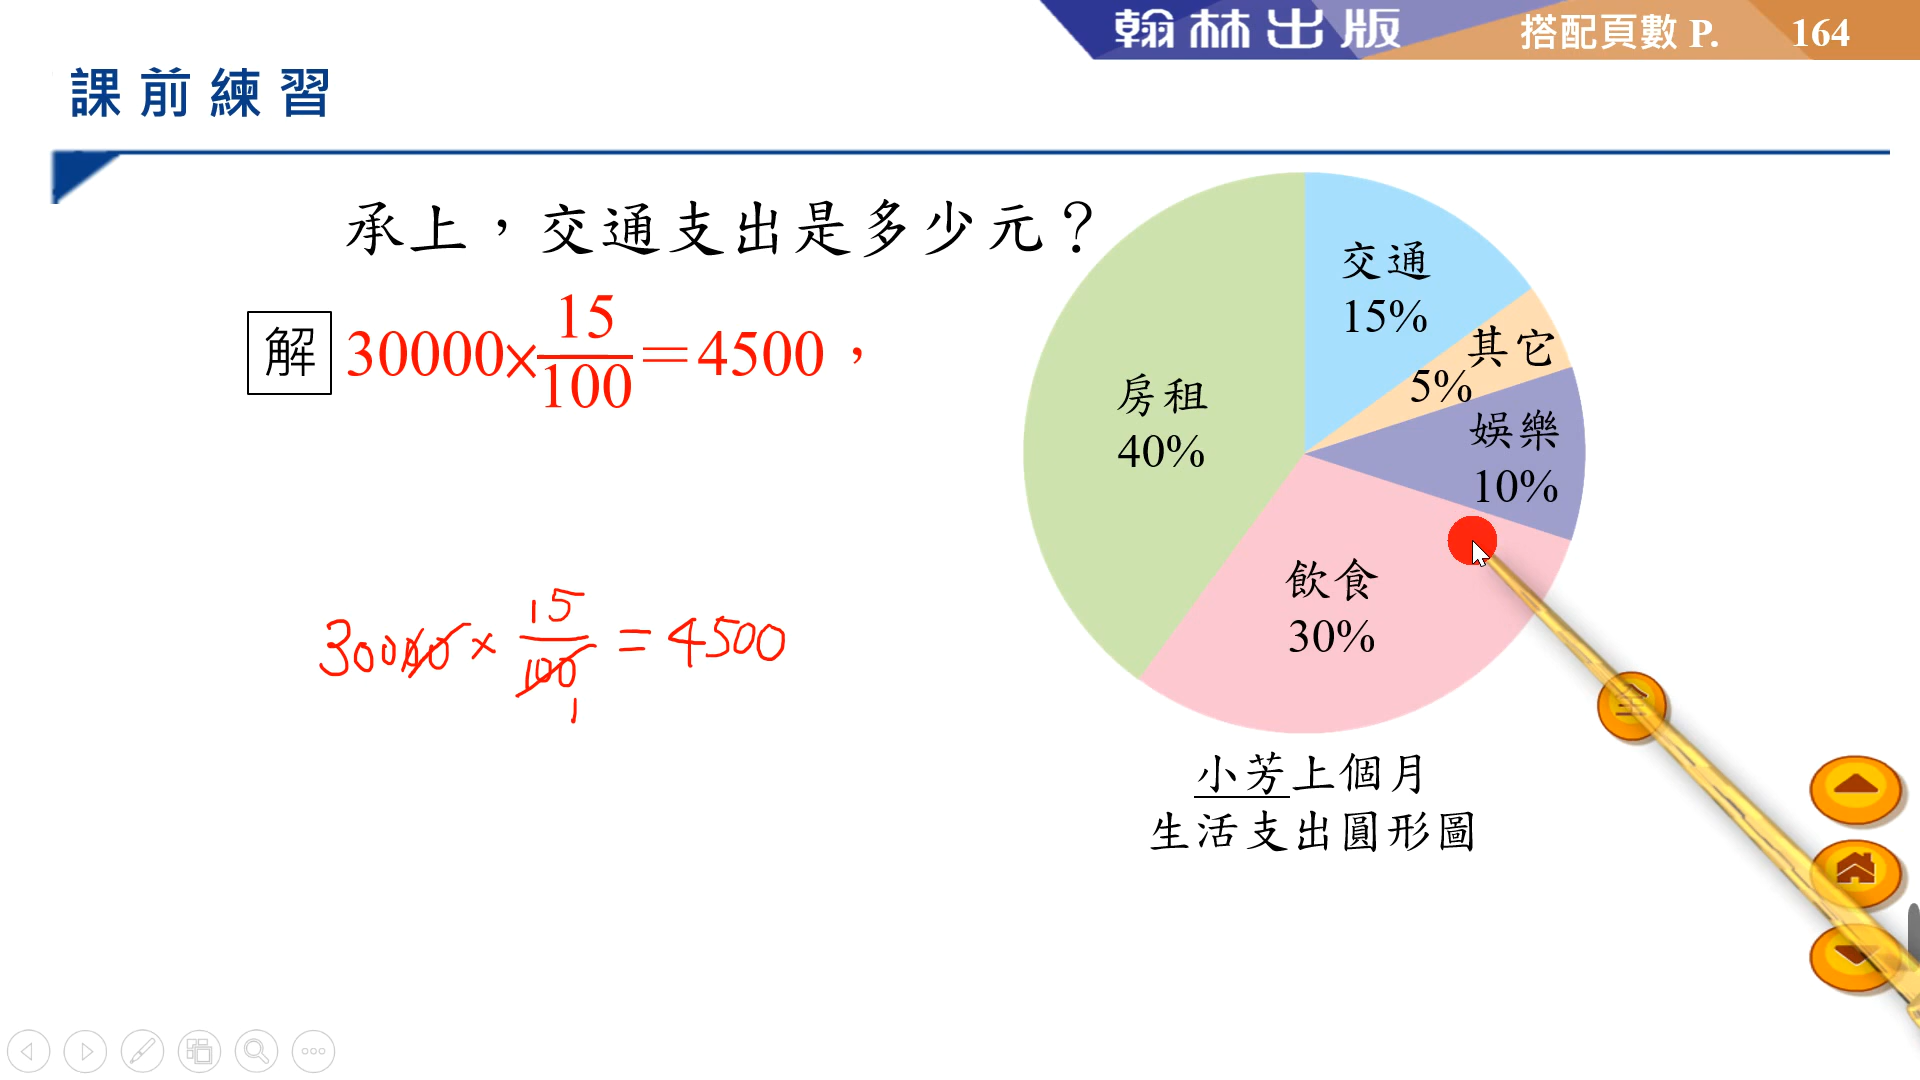 翰林出版
搭配頁數 P. 164
課前練習
承上，交通支出是多少元？
解 30000×15/100＝4500，
30000×15/100=4500
1
交通
15%
其它
5%
娛樂
10%
房租
40%
飲食
30%
全
小芳上個月
生活支出圓形圖